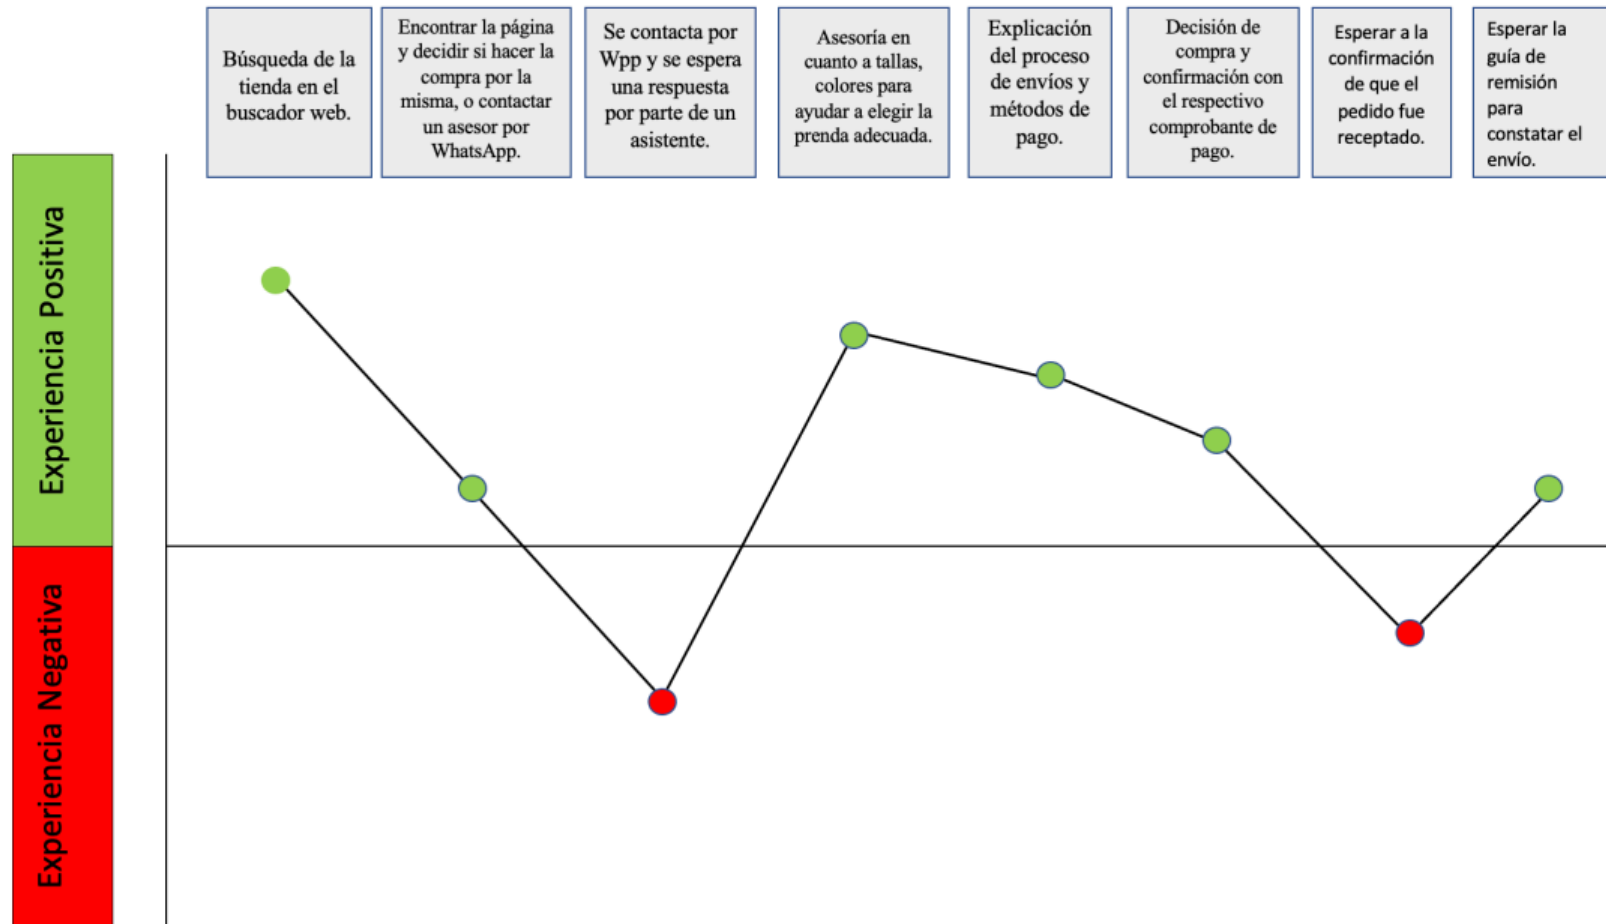 Búsqueda de la
tienda en el
buscador web.
Encontrar la página
y decidir si hacer la
compra por la
misma, o contactar
un asesor por
WhatsApp.
Se contacta por
Wpp y se espera
una respuesta
por parte de un
asistente.
Asesoría en
cuanto a tallas,
colores para
ayudar a elegir la
prenda adecuada.
Explicación
del proceso
de envíos y
métodos de
pago.
Decisión de
compra y
confirmación con
el respectivo
comprobante de
pago.
Esperar a la
confirmación
de que el
pedido fue
receptado.
Esperar la
guía de
remisión
para
constatar el
envío.
Experiencia Positiva
Experiencia Negativa